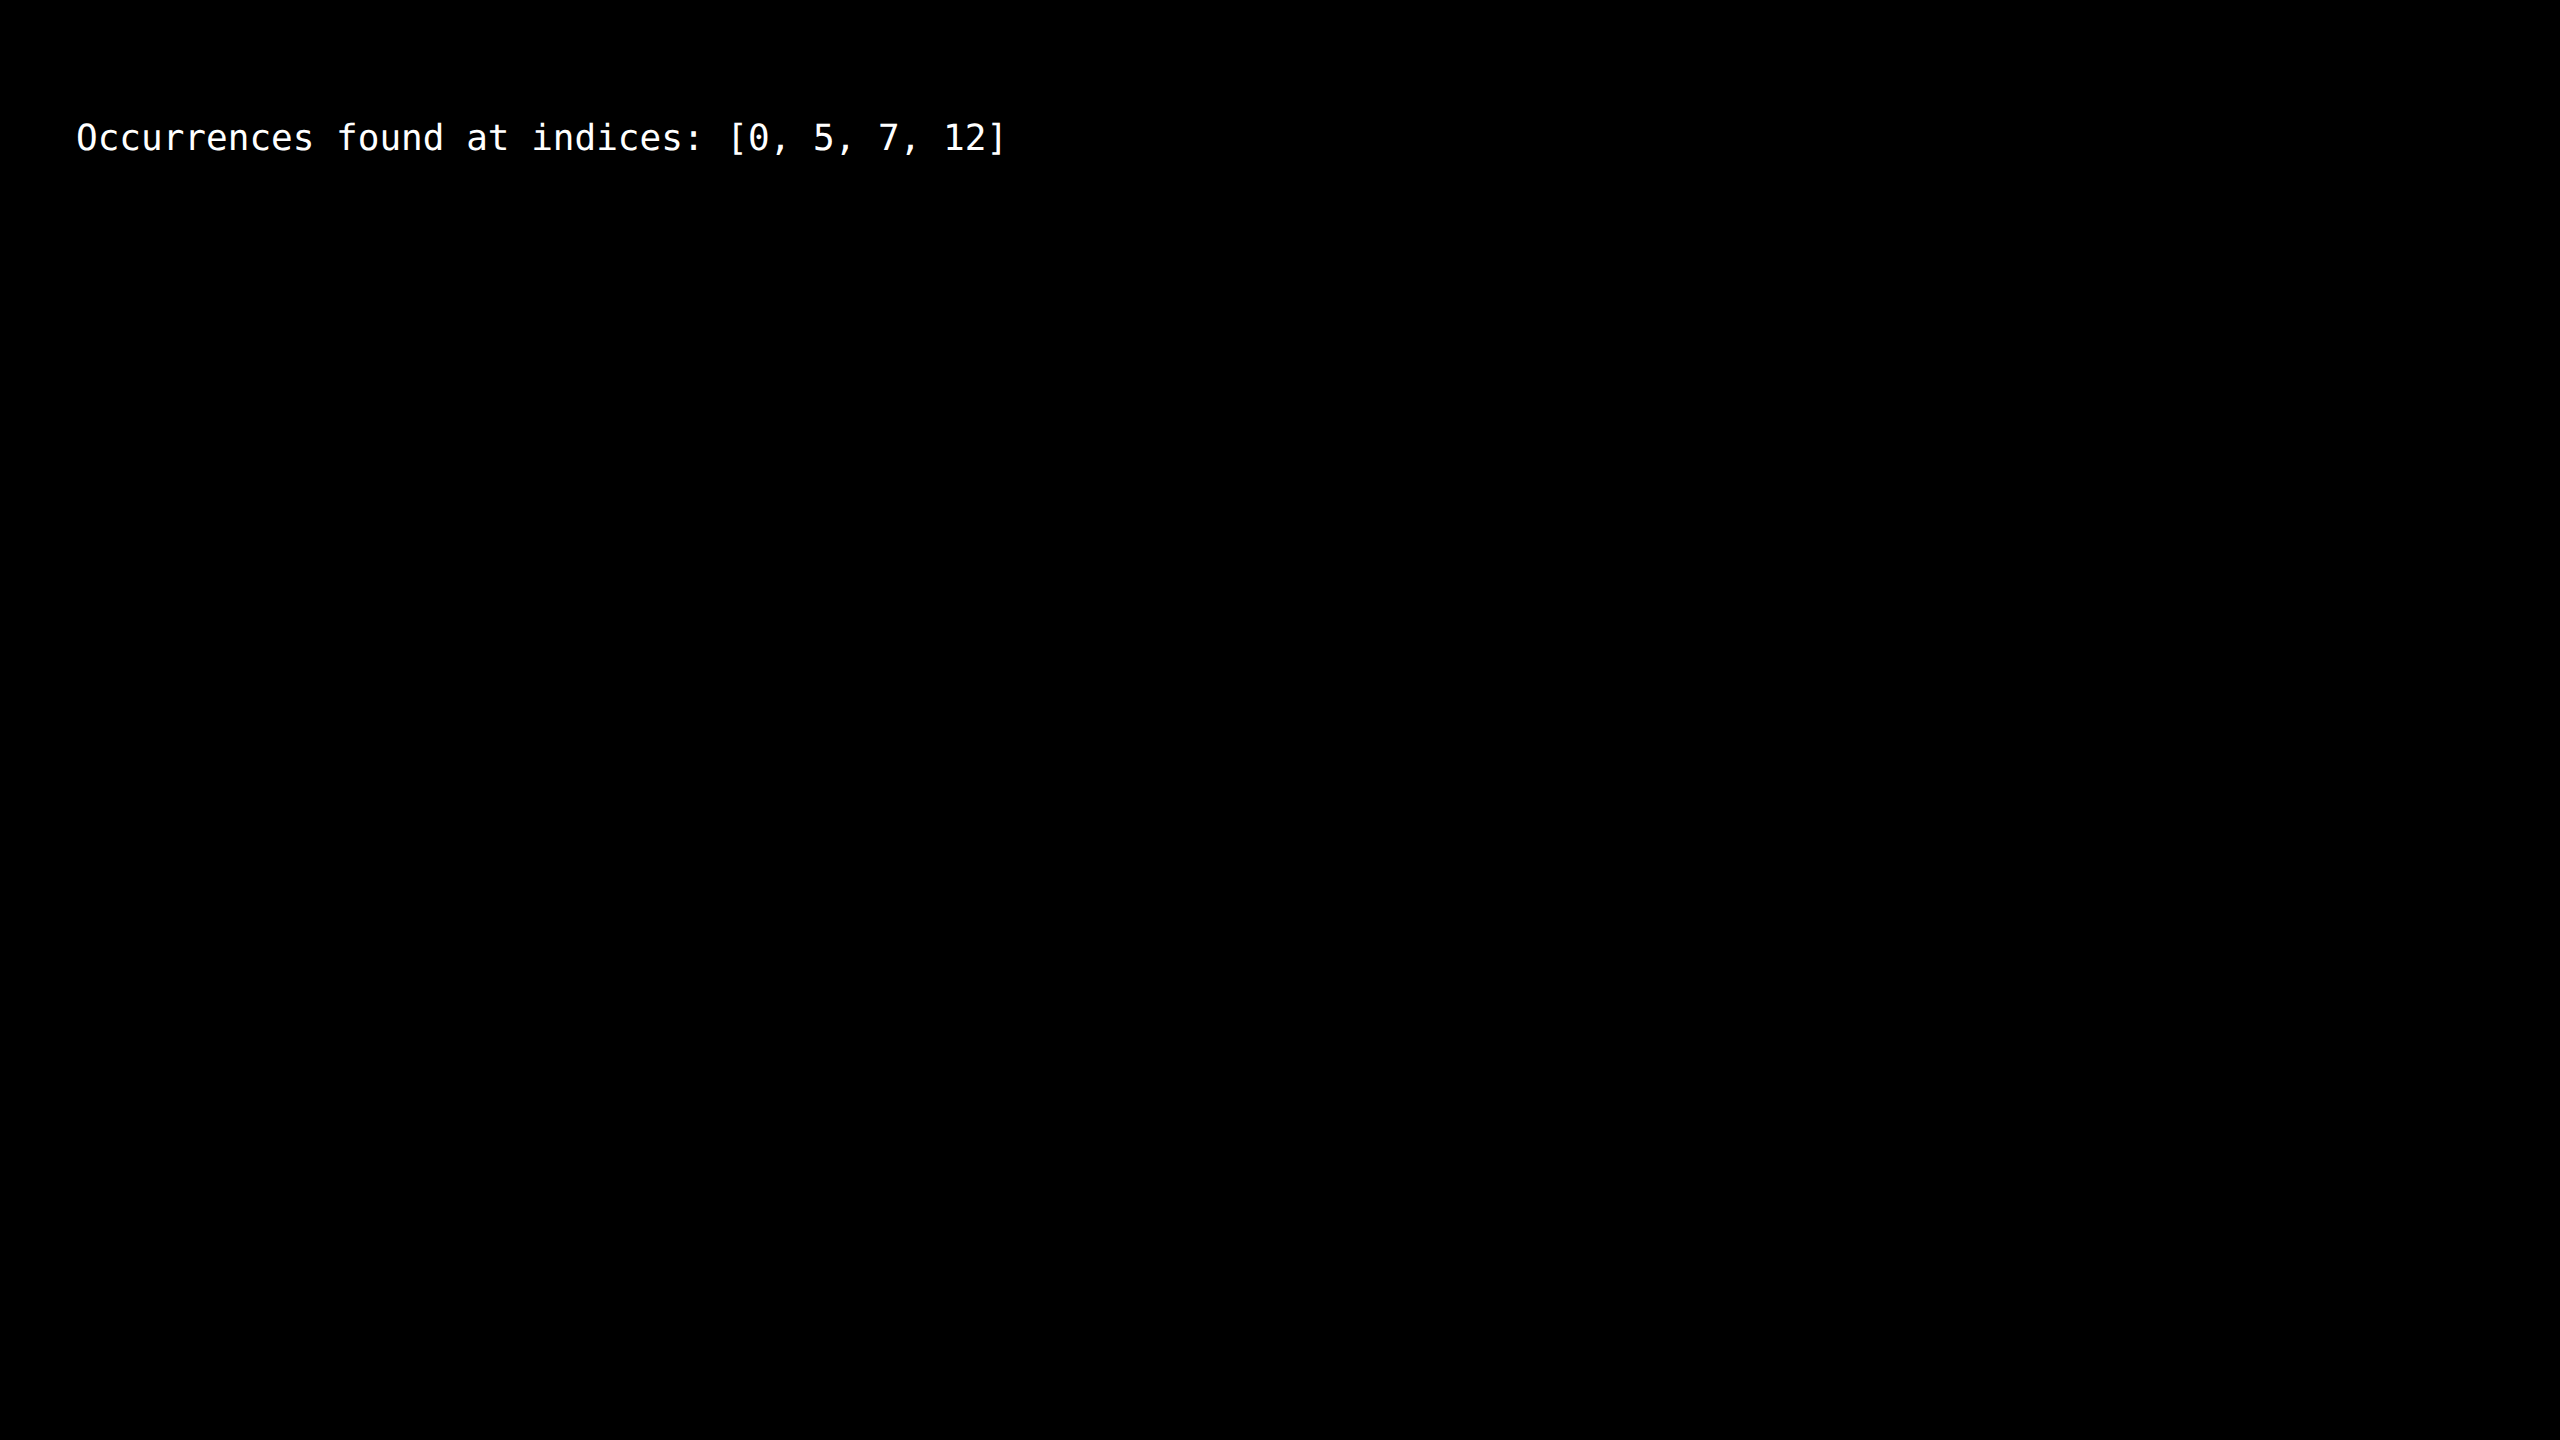 Occurrences found at indices: [0, 5, 7, 12]